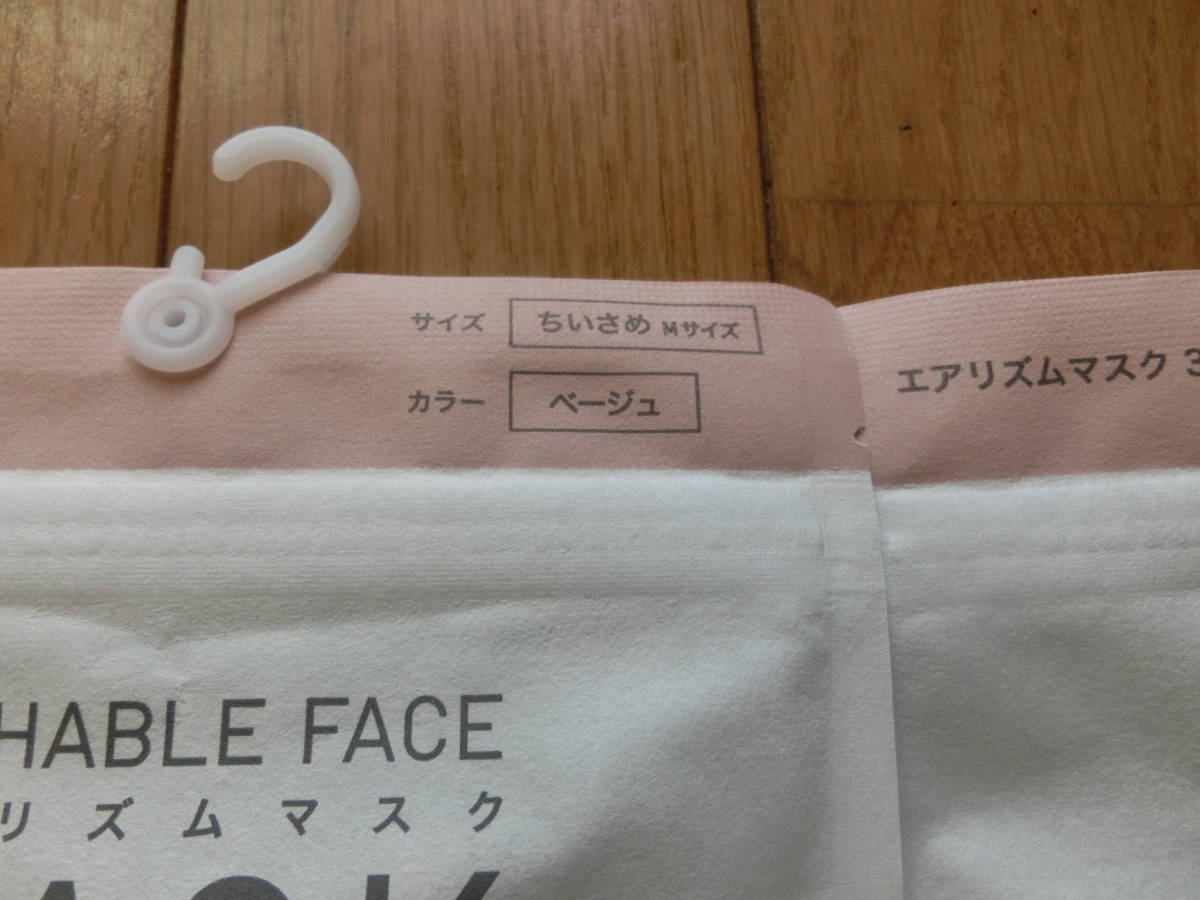 サイズ ちいさめ Mサイズ
カラー ベージュ
エアリズムマスク 3
HABLE FACE
リズムマスク